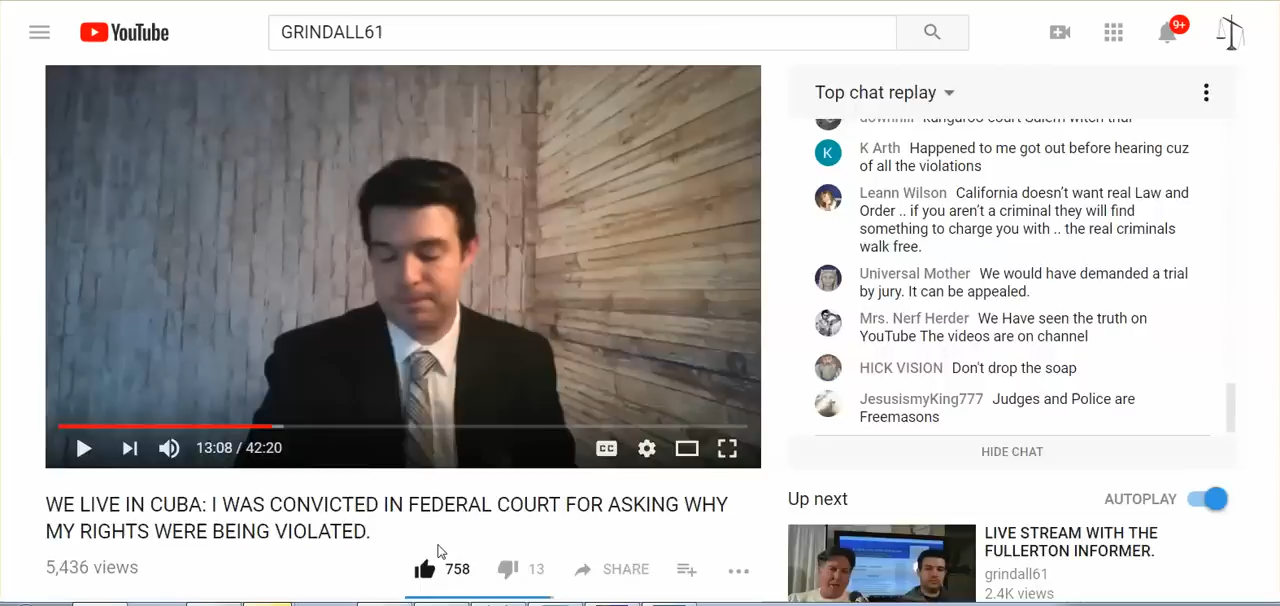 YouTube
GRINDALL61
9+
Top chat replay
Kangaroo court Salem witch trial
K
K Arth Happened to me got out before hearing cuz
of all the violations
Leann Wilson California doesn't want real Law and
Order .. if you aren't a criminal they will find
something to charge you with .. the real criminals
walk free.
Universal Mother We would have demanded a trial
by jury. It can be appealed.
Mrs. Nerf Herder We Have seen the truth on
YouTube The videos are on channel
HICK VISION Don't drop the soap
JesusismyKing777 Judges and Police are
Freemasons
HIDE CHAT
13:08 / 42:20
CC
WE LIVE IN CUBA: I WAS CONVICTED IN FEDERAL COURT FOR ASKING WHY
MY RIGHTS WERE BEING VIOLATED.
5,436 views
758
13
SHARE
Up next
AUTOPLAY
LIVE STREAM WITH THE
FULLERTON INFORMER.
grindall61
2.4K views